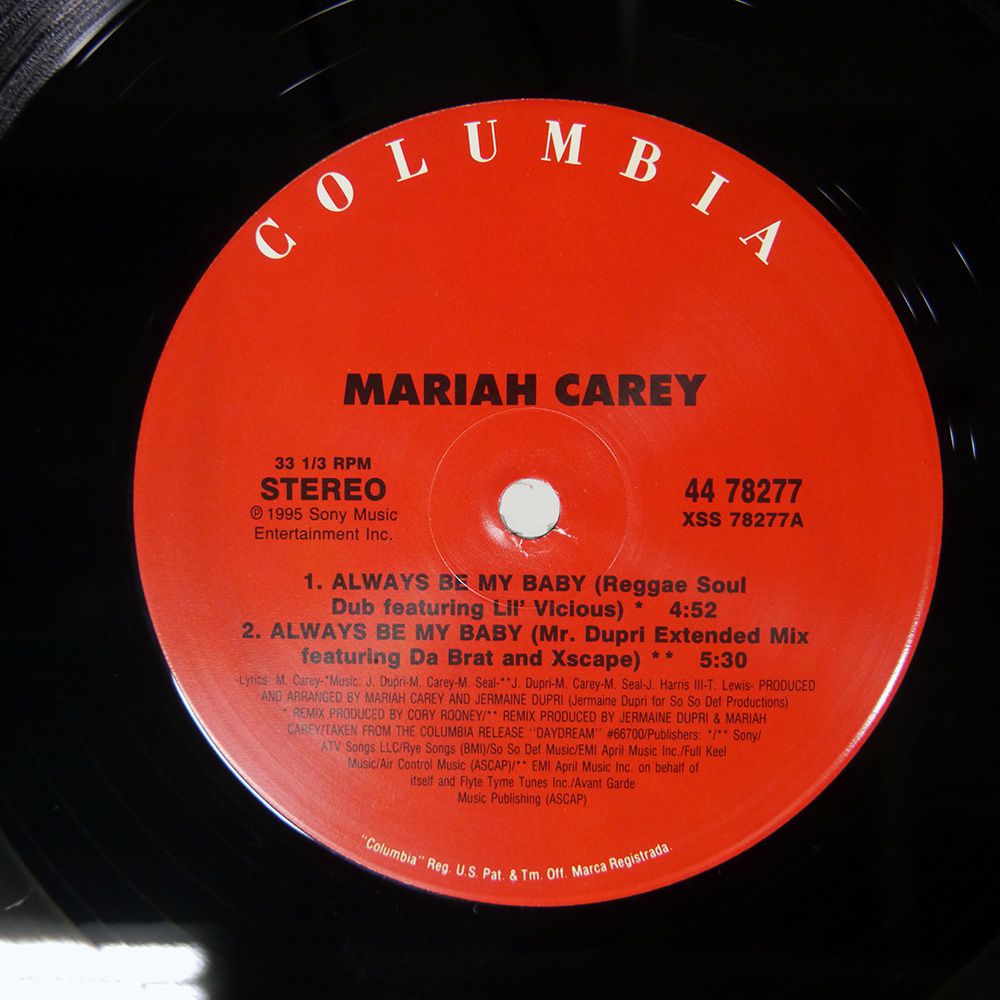 COLUMBIA
MARIAH CAREY
33 1/3 RPM
STEREO
℗ 1995 Sony Music
Entertainment Inc.
44 78277
XSS 78277A
1. ALWAYS BE MY BABY (Reggae Soul
Dub featuring Lil' Vicious) * 4:52
2. ALWAYS BE MY BABY (Mr. Dupri Extended Mix
featuring Da Brat and Xscape) ** 5:30
-Lyrics: M. Carey-*Music: J. Dupri-M. Carey-M. Seal-**J. Dupri-M. Carey-M. Seal-J. Harris III-T. Lewis- PRODUCED
AND ARRANGED BY MARIAH CAREY AND JERMAINE DUPRI (Jermaine Dupri for So So Def Productions)
* REMIX PRODUCED BY CORY ROONEY/** REMIX PRODUCED BY JERMAINE DUPRI & MARIAH
CAREY/TAKEN FROM THE COLUMBIA RELEASE "DAYDREAM" #66700/Publishers: */** Sony/
ATV Songs LLC/Rye Songs (BMI)/So So Def Music/EMI April Music Inc./Full Keel
Music/Air Control Music (ASCAP)/** EMI April Music Inc. on behalf of
itself and Flyte Tyme Tunes Inc./Avant Garde
Music Publishing (ASCAP)
"Columbia" Reg. U.S. Pat. & Tm. Off. Marca Registrada.